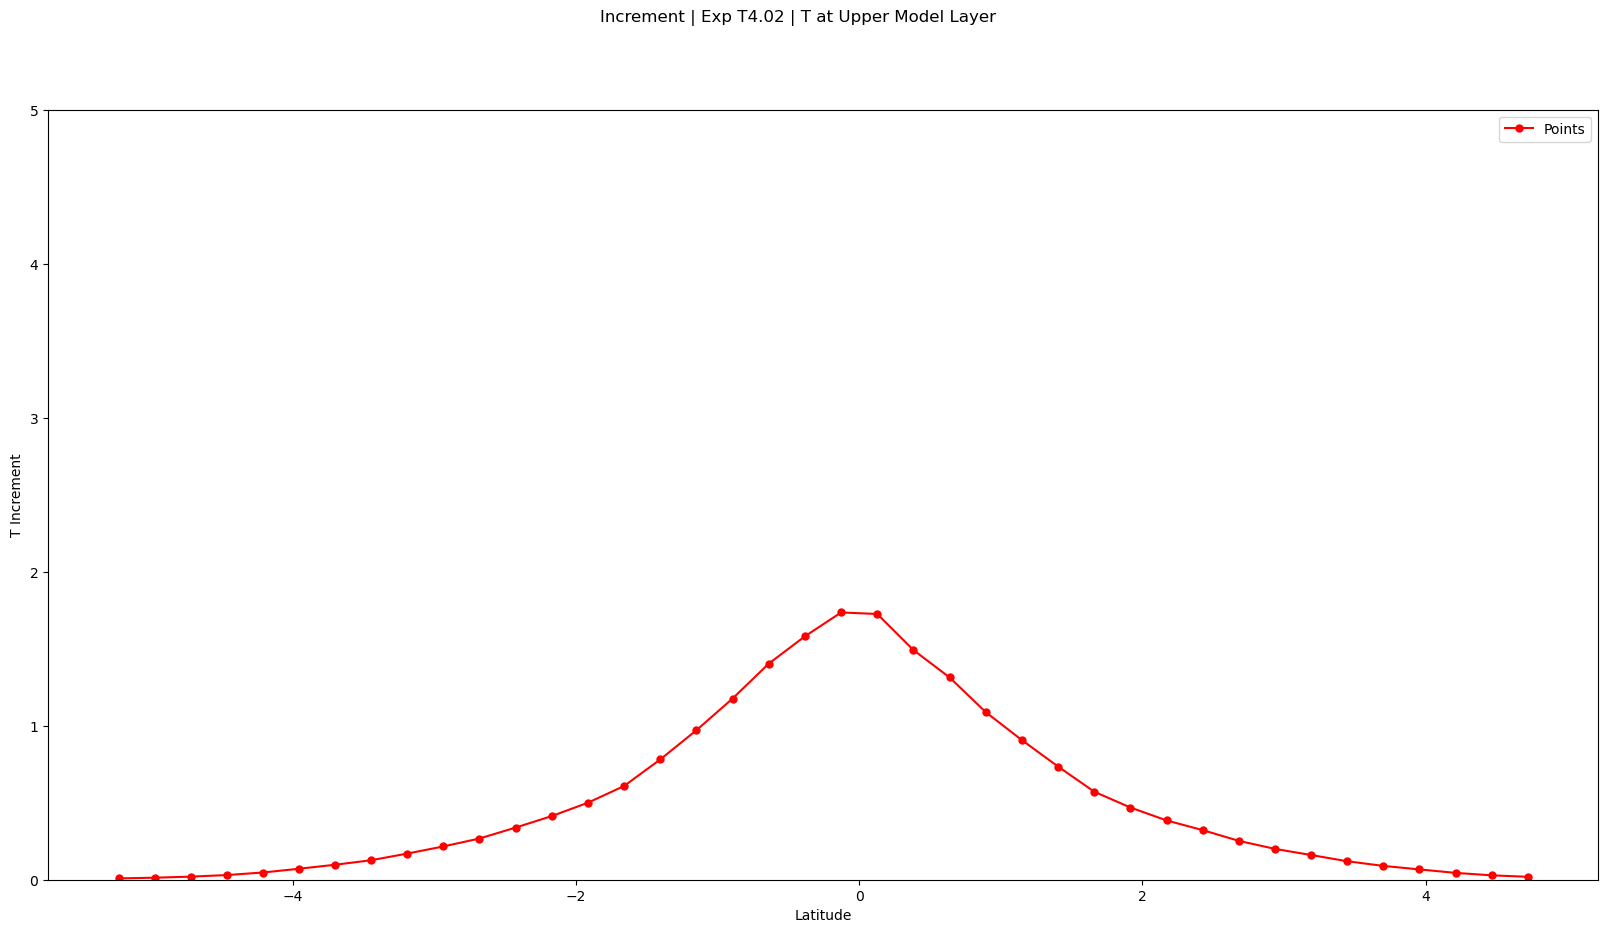 Increment | Exp T4.02 | T at Upper Model Layer
Points
5
4
3
2
1
0
T Increment
−4
−2
0
2
4
Latitude